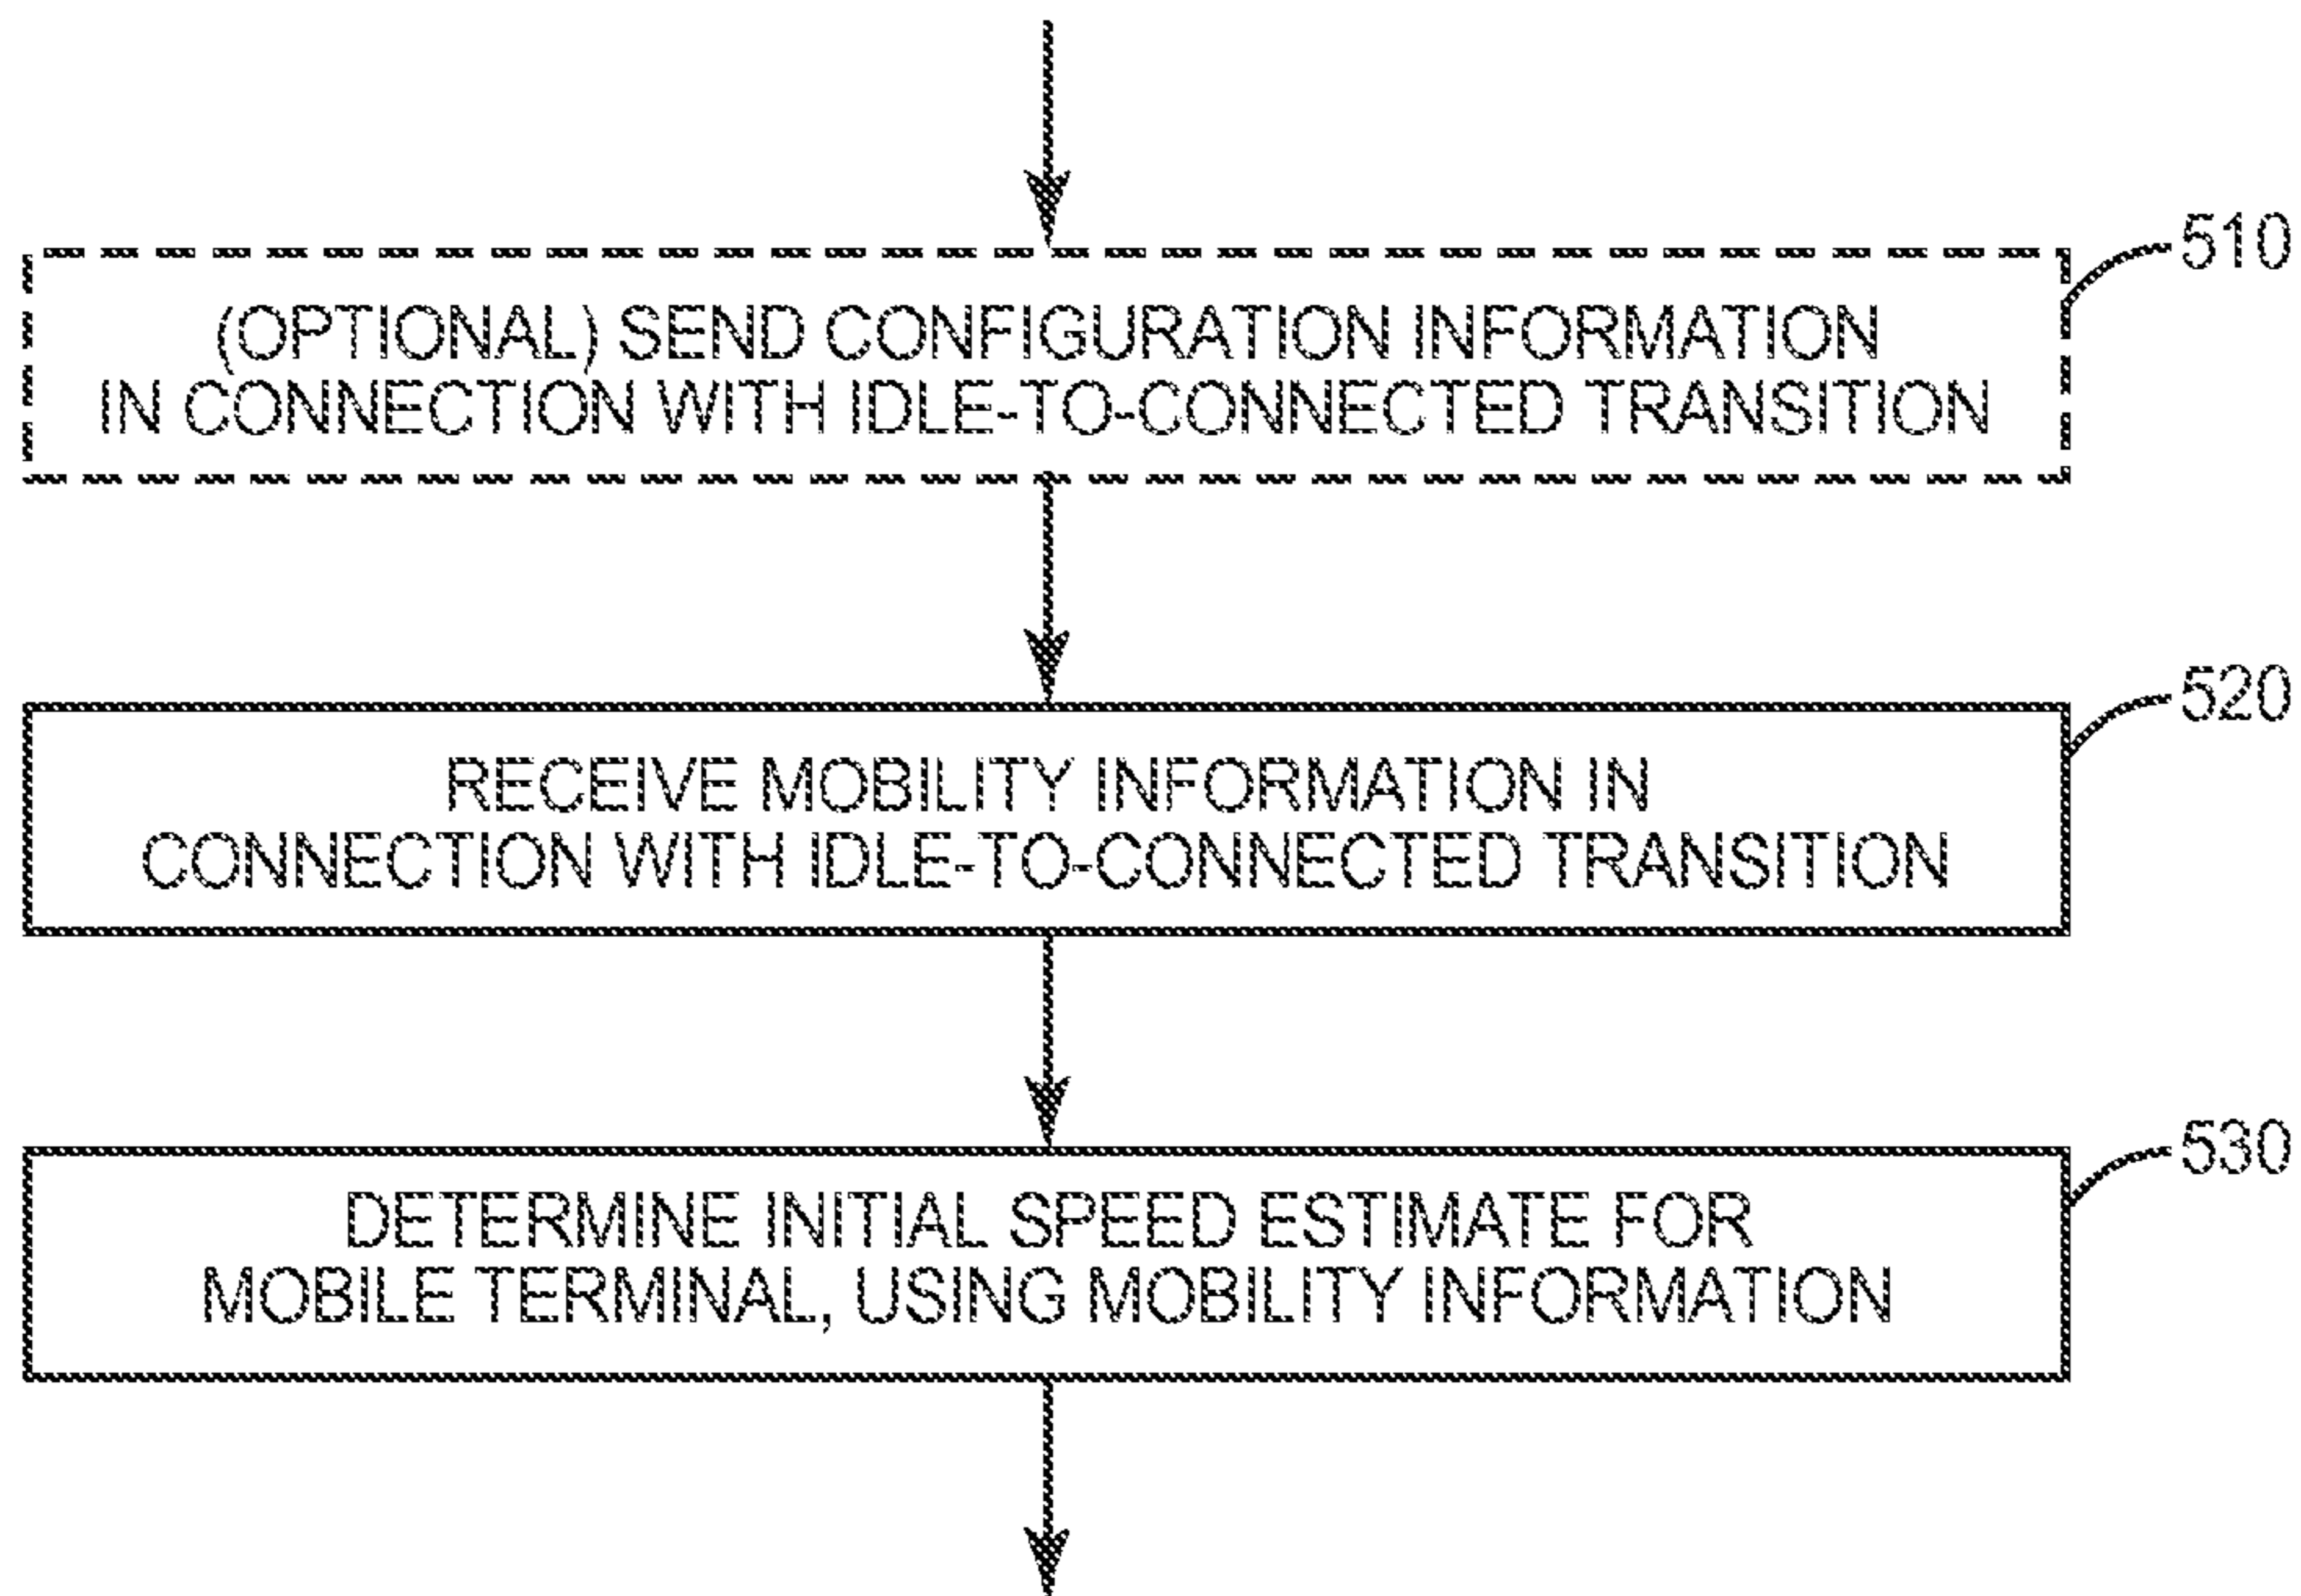 510
(OPTIONAL) SEND CONFIGURATION INFORMATION
IN CONNECTION WITH IDLE-TO-CONNECTED TRANSITION
520
RECEIVE MOBILITY INFORMATION IN
CONNECTION WITH IDLE-TO-CONNECTED TRANSITION
530
DETERMINE INITIAL SPEED ESTIMATE FOR
MOBILE TERMINAL, USING MOBILITY INFORMATION